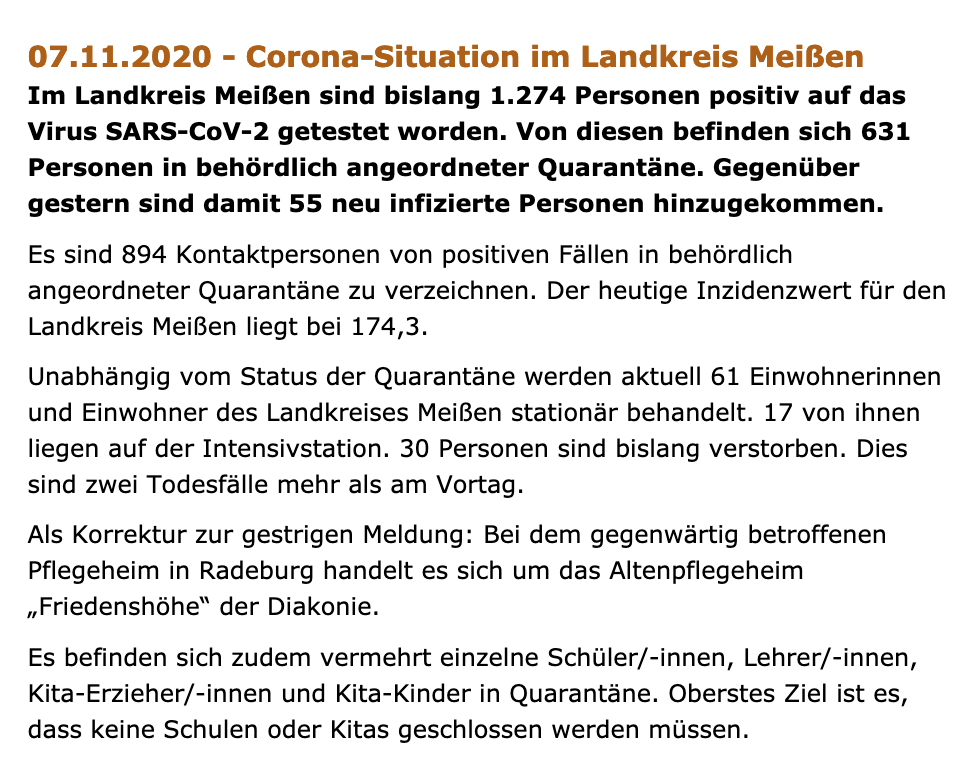 07.11.2020 - Corona-Situation im Landkreis Meißen
Im Landkreis Meißen sind bislang 1.274 Personen positiv auf das
Virus SARS-CoV-2 getestet worden. Von diesen befinden sich 631
Personen in behördlich angeordneter Quarantäne. Gegenüber
gestern sind damit 55 neu infizierte Personen hinzugekommen.
Es sind 894 Kontaktpersonen von positiven Fällen in behördlich
angeordneter Quarantäne zu verzeichnen. Der heutige Inzidenzwert für den
Landkreis Meißen liegt bei 174,3.
Unabhängig vom Status der Quarantäne werden aktuell 61 Einwohnerinnen
und Einwohner des Landkreises Meißen stationär behandelt. 17 von ihnen
liegen auf der Intensivstation. 30 Personen sind bislang verstorben. Dies
sind zwei Todesfälle mehr als am Vortag.
Als Korrektur zur gestrigen Meldung: Bei dem gegenwärtig betroffenen
Pflegeheim in Radeburg handelt es sich um das Altenpflegeheim
„Friedenshöhe“ der Diakonie.
Es befinden sich zudem vermehrt einzelne Schüler/-innen, Lehrer/-innen,
Kita-Erzieher/-innen und Kita-Kinder in Quarantäne. Oberstes Ziel ist es,
dass keine Schulen oder Kitas geschlossen werden müssen.